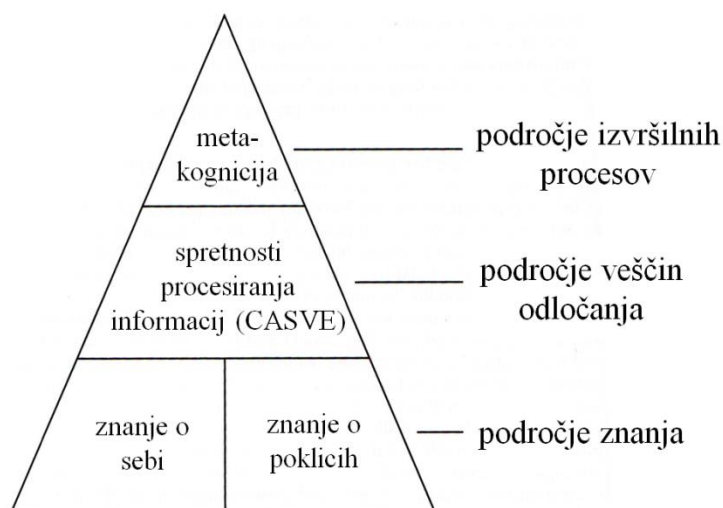 meta-
kognicija
področje izvršilnih
procesov
spretnosti
procesiranja
informacij (CASVE)
področje veščin
odločanja
znanje o
sebi
znanje o
poklicih
področje znanja